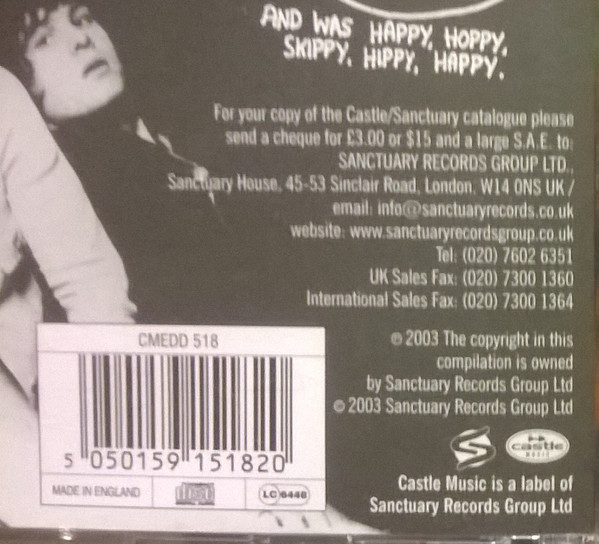 AND WAS HAPPY, HOPPY,
SKIPPY, HIPPY, HAPPY.
For your copy of the Castle/Sanctuary catalogue please
send a cheque for £3.00 or $15 and a large S.A.E. to:
SANCTUARY RECORDS GROUP LTD.,
Sanctuary House, 45-53 Sinclair Road, London, W14 0NS UK /
email: info@sanctuaryrecords.co.uk
website: www.sanctuaryrecordsgroup.co.uk
Tel: (020) 7602 6351
UK Sales Fax: (020) 7300 1360
International Sales Fax: (020) 7300 1364
℗ 2003 The copyright in this
compilation is owned
by Sanctuary Records Group Ltd
© 2003 Sanctuary Records Group Ltd
CMEDD 518
5 050159 151820
MADE IN ENGLAND
LC 6448
castle
MUSIC
Castle Music is a label of
Sanctuary Records Group Ltd